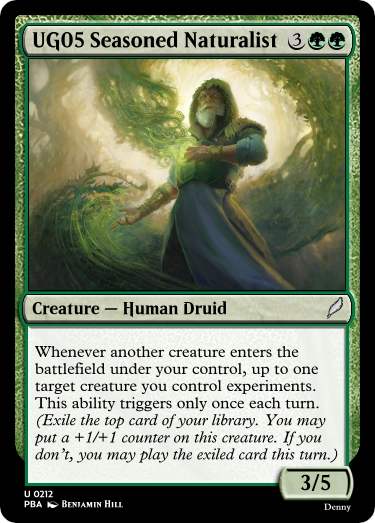 UG05 Seasoned Naturalist 3
Creature — Human Druid
Whenever another creature enters the
battlefield under your control, up to one
target creature you control experiments.
This ability triggers only once each turn.
(Exile the top card of your library. You may
put a +1/+1 counter on this creature. If you
don't, you may play the exiled card this turn.)
3/5
U 0212
PBA Benjamin Hill
Denny